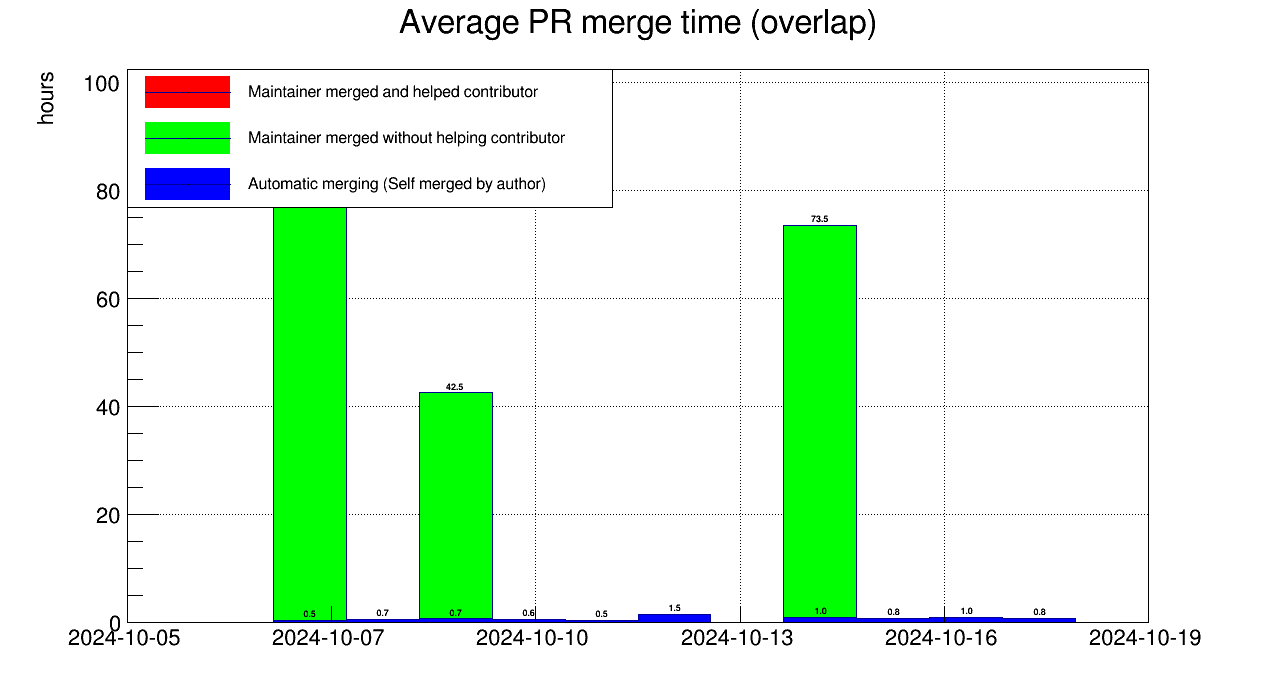 Average PR merge time (overlap)
hours
100
80
60
40
20
0
Maintainer merged and helped contributor
Maintainer merged without helping contributor
Automatic merging (Self merged by author)
73.5
42.5
0.5 0.7 0.7 0.6 0.5 1.5 1.0 0.8 1.0 0.8
2024-10-05 2024-10-07 2024-10-10 2024-10-13 2024-10-16 2024-10-19